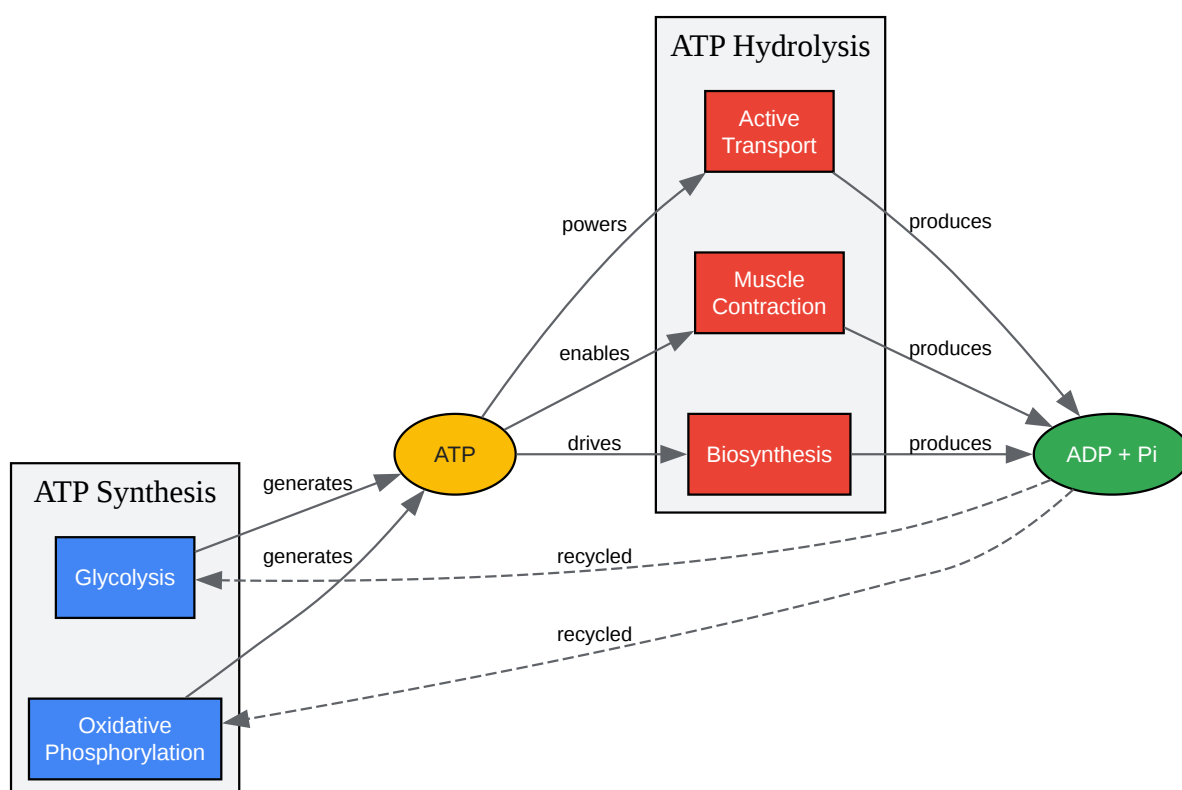 ATP Hydrolysis
Active
Transport
powers
produces
Muscle
Contraction
enables
produces
ATP
drives
Biosynthesis
produces
ADP + Pi
ATP Synthesis
generates
generates
Glycolysis
recycled
recycled
Oxidative
Phosphorylation